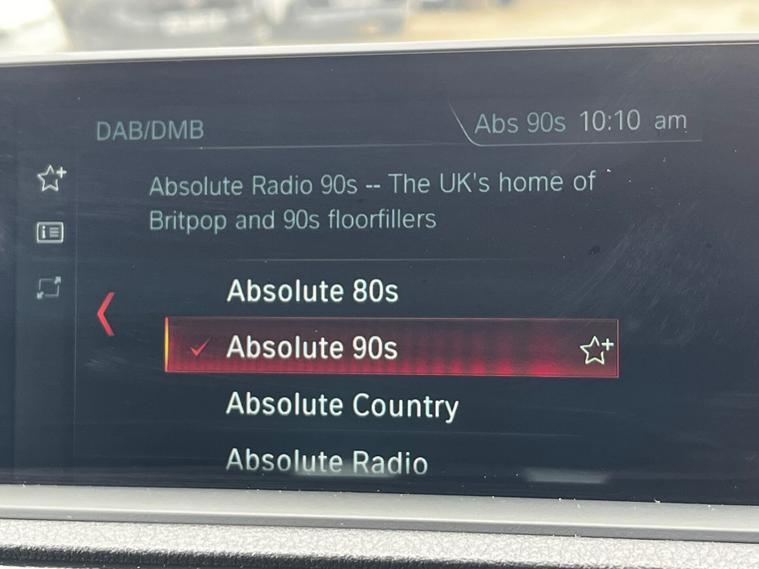 DAB/DMB
Abs 90s 10:10 am
Absolute Radio 90s -- The UK's home of
Britpop and 90s floorfillers
Absolute 80s
Absolute 90s
Absolute Country
Absolute Radio